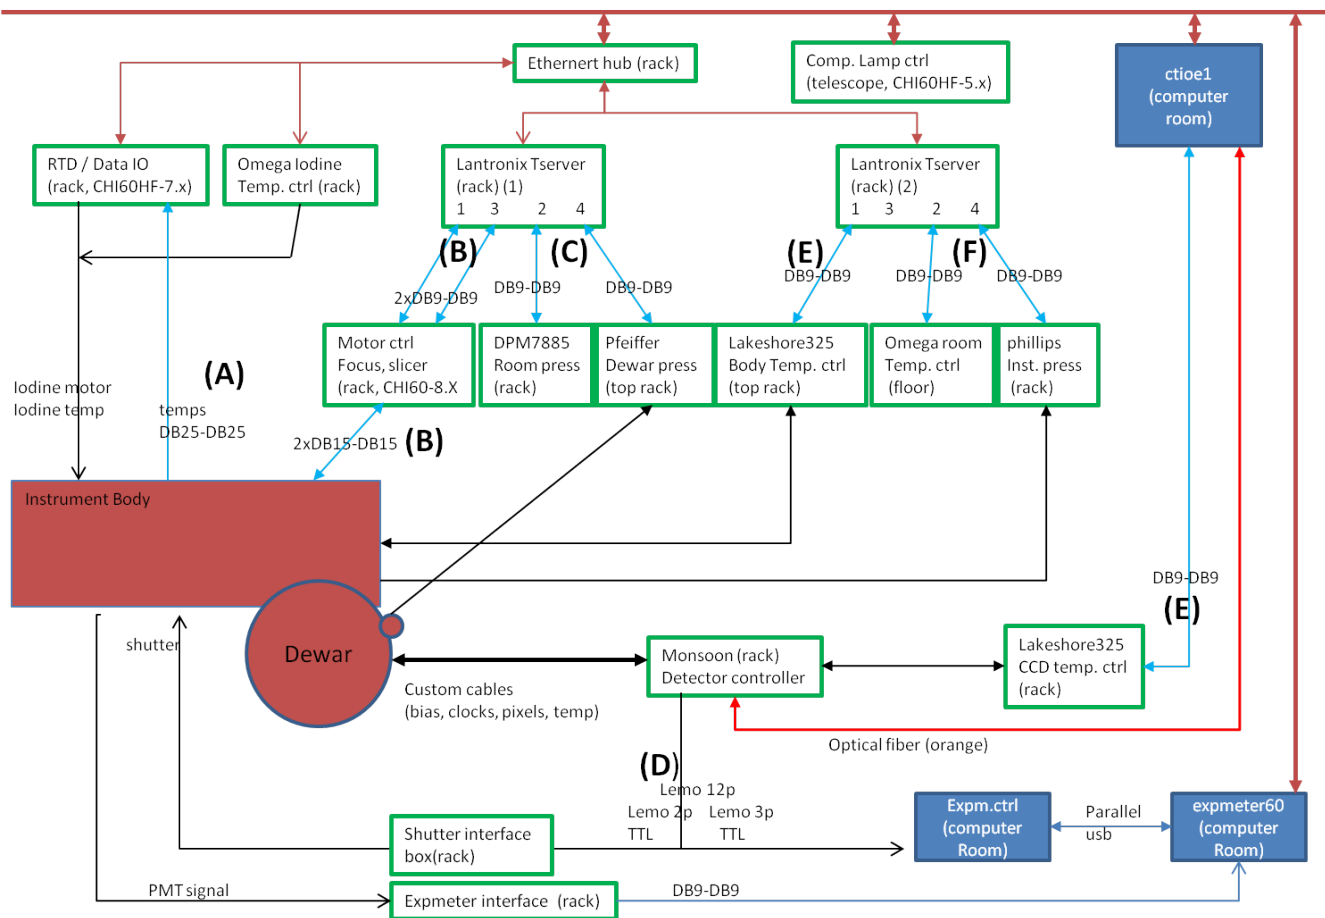 Ethernert hub (rack)
Comp. Lamp ctrl
(telescope, CHI60HF-5.x)
ctioe1
(computer
room)
RTD / Data IO
(rack, CHI60HF-7.x)
Omega Iodine
Temp. ctrl (rack)
Lantronix Tserver
(rack) (1)
1 3 2 4
Lantronix Tserver
(rack) (2)
1 3 2 4
(B)
(C)
(E)
(F)
2xDB9-DB9
DB9-DB9
DB9-DB9
DB9-DB9
DB9-DB9
DB9-DB9
Motor ctrl
Focus, slicer
(rack, CHI60-8.X
DPM7885
Room press
(rack)
Pfeiffer
Dewar press
(top rack)
Lakeshore325
Body Temp. ctrl
(top rack)
Omega room
Temp. ctrl
(floor)
phillips
Inst. press
(rack)
(A)
Iodine motor
Iodine temp
temps
DB25-DB25
2xDB15-DB15
(B)
Instrument Body
DB9-DB9
(E)
shutter
Dewar
Monsoon (rack)
Detector controller
Lakeshore325
CCD temp. ctrl
(rack)
Custom cables
(bias, clocks, pixels, temp)
Optical fiber (orange)
(D)
Lemo 12p
Lemo 2p
TTL
Lemo 3p
TTL
Shutter interface
box(rack)
Expm.ctrl
(computer
Room)
Parallel
usb
expmeter60
(computer
Room)
PMT signal
Expmeter interface (rack)
DB9-DB9